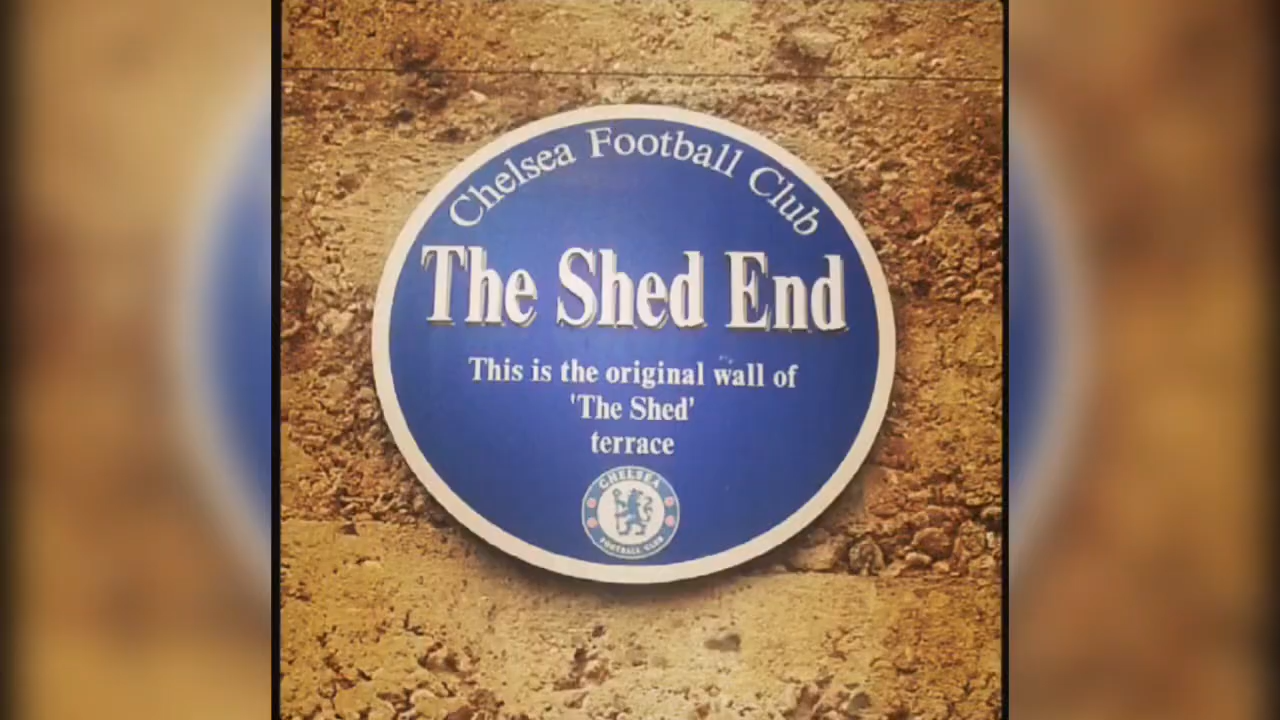 Chelsea Football Club
The Shed End
This is the original wall of
'The Shed'
terrace
CHELSEA
FOOTBALL CLUB